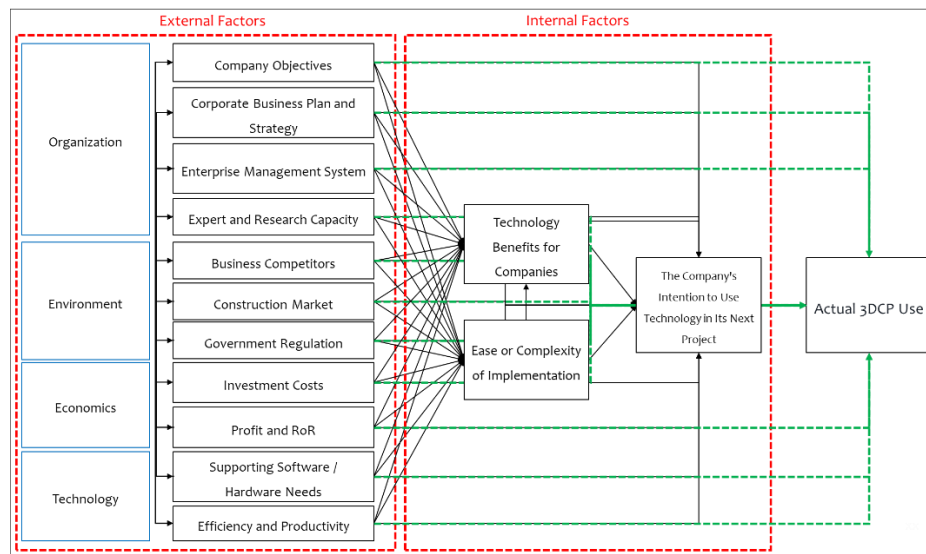 External Factors
Internal Factors
Organization
Environment
Economics
Technology
Company Objectives
Corporate Business Plan and
Strategy
Enterprise Management System
Expert and Research Capacity
Business Competitors
Construction Market
Government Regulation
Investment Costs
Profit and RoR
Supporting Software /
Hardware Needs
Efficiency and Productivity
Technology
Benefits for
Companies
Ease or Complexity
of Implementation
The Company's
Intention to Use
Technology in Its Next
Project
Actual 3DCP Use